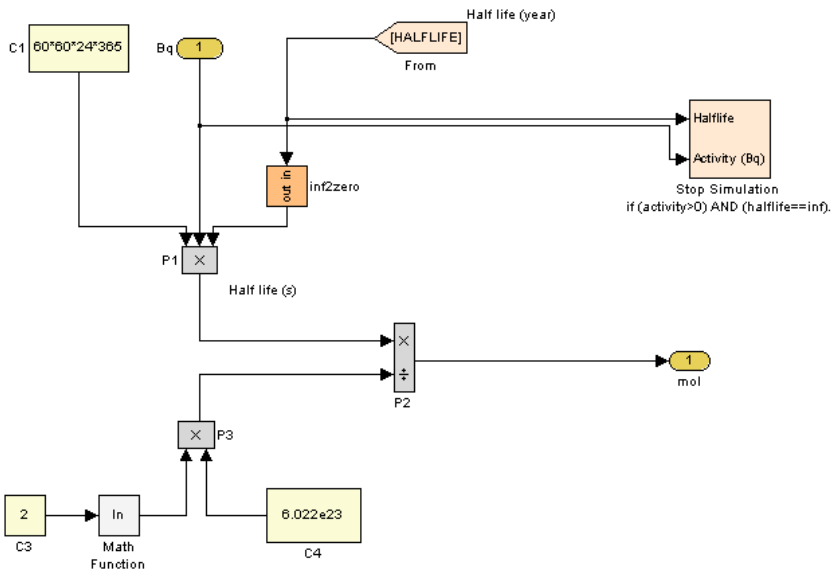 Half life (year)
C1
60*60*24*365
Bq
1
[HALFLIFE]
From
Halflife
Activity (Bq)
Stop Simulation
if (activity>0) AND (halflife==inf).
out in
inf2zero
P1
×
Half life (s)
×
÷
P2
1
mol
×
P3
2
C3
ln
Math
Function
6.022e23
C4